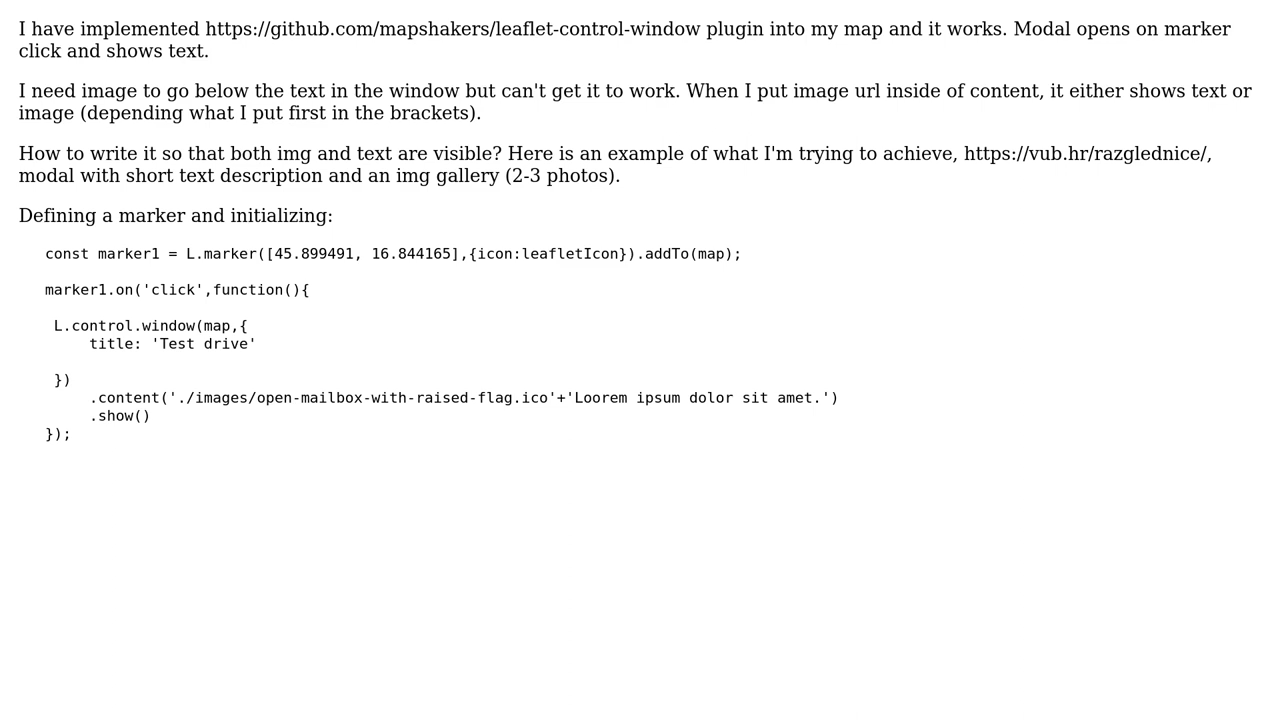 I have implemented https://github.com/mapshakers/leaflet-control-window plugin into my map and it works. Modal opens on marker
click and shows text.
I need image to go below the text in the window but can't get it to work. When I put image url inside of content, it either shows text or
image (depending what I put first in the brackets).
How to write it so that both img and text are visible? Here is an example of what I'm trying to achieve, https://vub.hr/razglednice/,
modal with short text description and an img gallery (2-3 photos).
Defining a marker and initializing:
const marker1 = L.marker([45.899491, 16.844165],{icon:leafletIcon}).addTo(map);
marker1.on('click',function(){
L.control.window(map,{
title: 'Test drive'
})
.content('./images/open-mailbox-with-raised-flag.ico'+'Loorem ipsum dolor sit amet.')
.show()
});